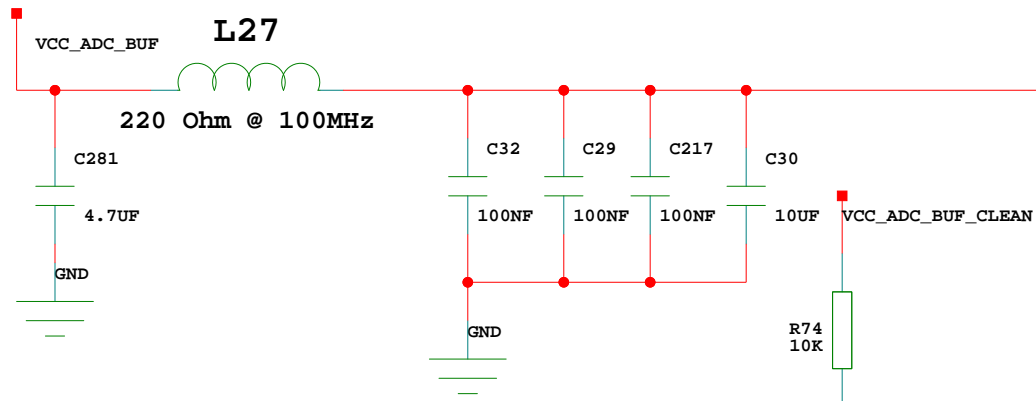 L27
VCC_ADC_BUF
220 Ohm @ 100MHz
C281
C32
C29
C217
C30
4.7UF
100NF
100NF
100NF
10UF
VCC_ADC_BUF_CLEAN
GND
GND
R74
10K